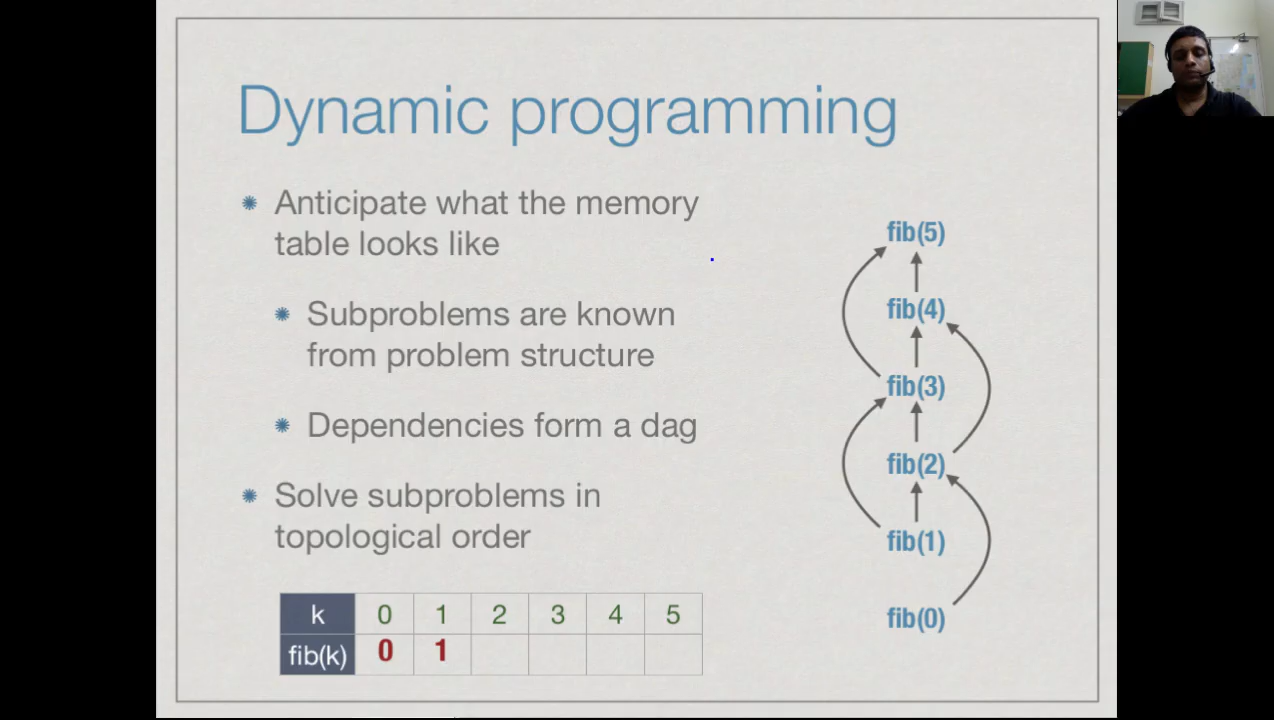 Dynamic programming
Anticipate what the memory
table looks like
Subproblems are known
from problem structure
Dependencies form a dag
Solve subproblems in
topological order
k 0 1 2 3 4 5
fib(k) 0 1
fib(5)
fib(4)
fib(3)
fib(2)
fib(1)
fib(0)